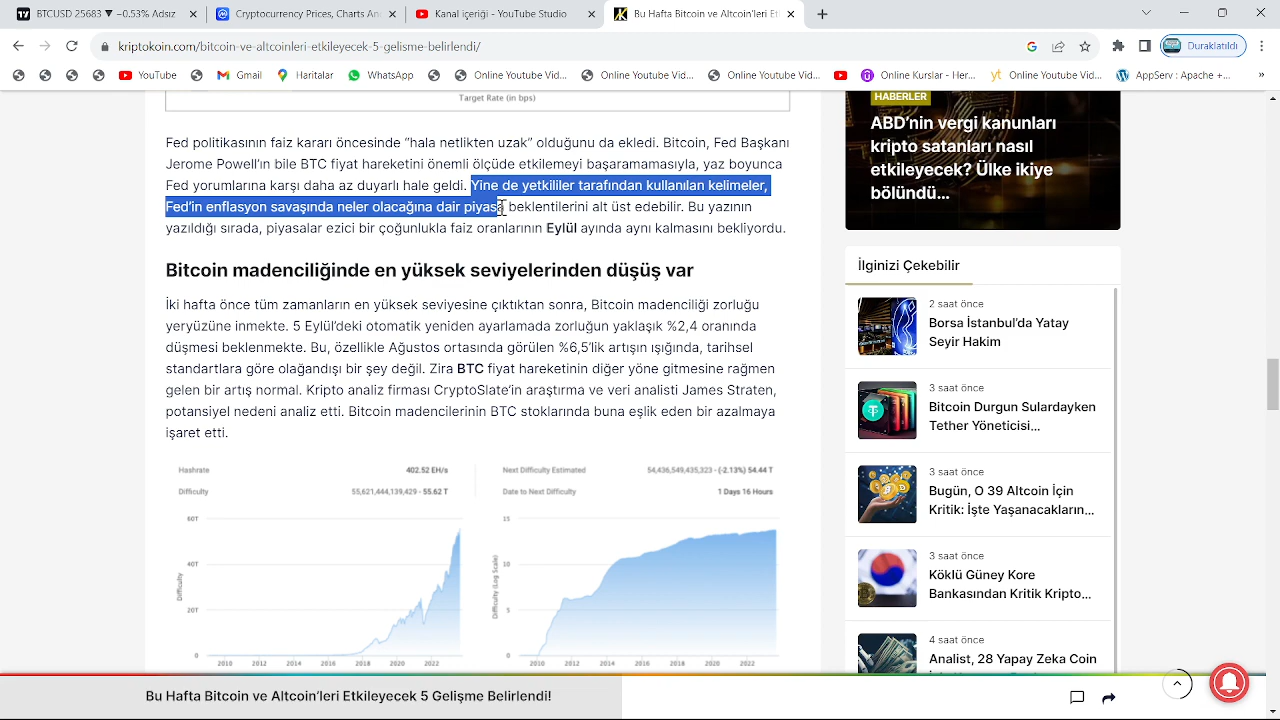 BTCUSD 25683 ▼ −0.53% Adsız
Cryptocurrency Prices, Charts An
Kanal içeriği - YouTube Studio
Bu Hafta Bitcoin ve Altcoin'leri Et
kriptokoin.com/bitcoin-ve-altcoinleri-etkileyecek-5-gelisme-belirlendi/
Duraklatıldı
YouTube
Gmail
Haritalar
WhatsApp
Online Youtube Vid...
Online Youtube Vid...
Online Youtube Vid...
Online Kurslar - Her...
Online Youtube Vid...
AppServ : Apache +...
Target Rate (in bps)
Fed politikasının faiz kararı öncesinde "hala nispeten uzak" olduğunu da ekledi. Bitcoin, Fed Başkanı
Jerome Powell'ın bile BTC fiyat hareketini önemli ölçüde etkilemeyi başaramamasıyla, yaz boyunca
Fed yorumlarına karşı daha az duyarlı hale geldi. Yine de yetkililer tarafından kullanılan kelimeler,
Fed'in enflasyon savaşında neler olacağına dair piyasa beklentilerini alt üst edebilir. Bu yazının
yazıldığı sırada, piyasalar ezici bir çoğunlukla faiz oranlarının Eylül ayında aynı kalmasını bekliyordu.
Bitcoin madenciliğinde en yüksek seviyelerinden düşüş var
İki hafta önce tüm zamanların en yüksek seviyesine çıktıktan sonra, Bitcoin madenciliği zorluğu
yeryüzüne inmekte. 5 Eylül'deki otomatik yeniden ayarlamada zorluğun yaklaşık %2,4 oranında
düşmesi beklenmekte. Bu, özellikle Ağustos ortasında görülen %6,5'lik artışın ışığında, tarihsel
standartlara göre olağandışı bir şey değil. Zira BTC fiyat hareketinin diğer yöne gitmesine rağmen
gelen bir artış normal. Kripto analiz firması CryptoSlate'in araştırma ve veri analisti James Straten,
potansiyel nedeni analiz etti. Bitcoin madencilerinin BTC stoklarında buna eşlik eden bir azalmaya
işaret etti.
Hashrate 402.52 EH/s
Difficulty 55,621,444,139,429 - 55.62 T
Next Difficulty Estimated 54,436,549,435,323 - (-2.13%) 54.44 T
Date to Next Difficulty 1 Days 16 Hours
60T
40T
20T
0
Difficulty
2010 2012 2014 2016 2018 2020 2022
15
10
5
0
Difficulty (Log Scale)
2010 2012 2014 2016 2018 2020 2022
HABERLER
ABD'nin vergi kanunları
kripto satanları nasıl
etkileyecek? Ülke ikiye
bölündü...
İlginizi Çekebilir
2 saat önce
Borsa İstanbul'da Yatay
Seyir Hakim
3 saat önce
Bitcoin Durgun Sulardayken
Tether Yöneticisi...
3 saat önce
Bugün, O 39 Altcoin İçin
Kritik: İşte Yaşanacakların...
3 saat önce
Köklü Güney Kore
Bankasından Kritik Kripto...
4 saat önce
Analist, 28 Yapay Zeka Coin
Bu Hafta Bitcoin ve Altcoin'leri Etkileyecek 5 Gelişme Belirlendi!